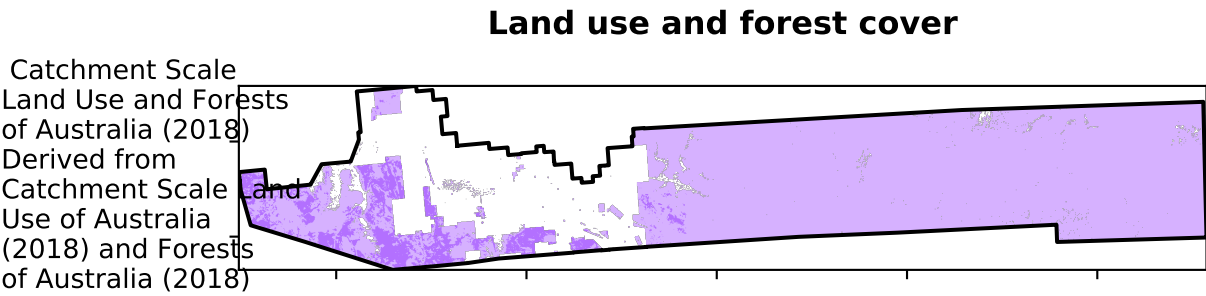 Land use and forest cover
Catchment Scale
Land Use and Forests
of Australia (2018)
Derived from
Catchment Scale Land
Use of Australia
(2018) and Forests
of Australia (2018)